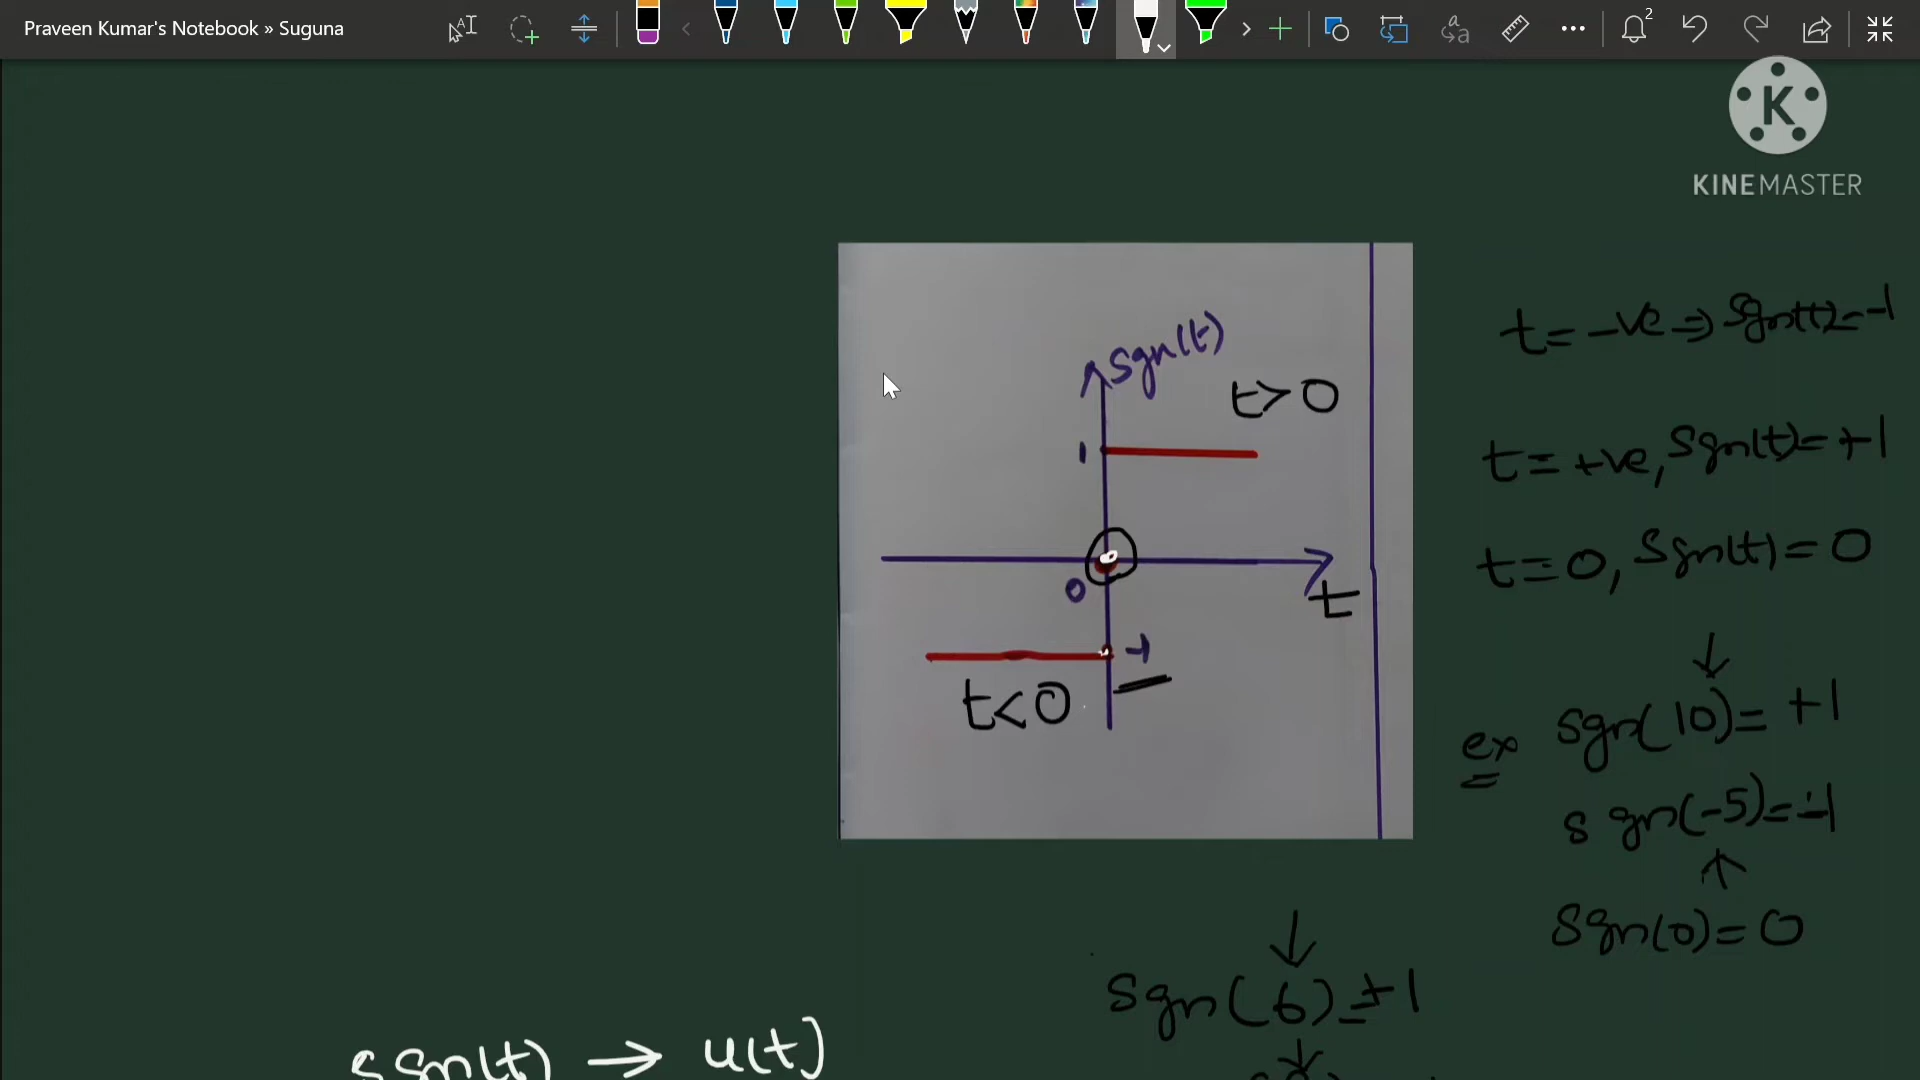 Praveen Kumar's Notebook » Suguna
2
K
KINEMASTER
sgn(t)
t>0
1
0
t
-1
t<0
t=-ve⇒sgn(t)=-1
t=+ve, sgn(t)=+1
t=0, sgn(t)=0
↓
ex sgn(10)=+1
sgn(-5)=-1
↑
sgn(0)=0
↓
sgn(6)=+1
↓
sgn(t) → u(t)